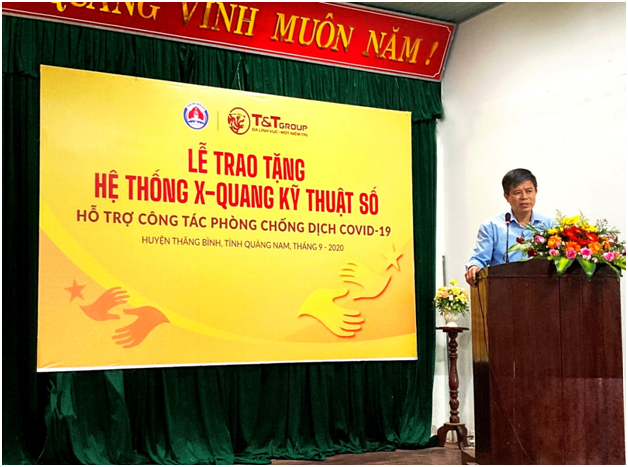 QUANG VINH MUÔN NĂM!
T&T GROUP
ĐA LĨNH VỰC - MỘT NIỀM TIN
LỄ TRAO TẶNG
HỆ THỐNG X-QUANG KỸ THUẬT SỐ
HỖ TRỢ CÔNG TÁC PHÒNG CHỐNG DỊCH COVID-19
HUYỆN THĂNG BÌNH, TỈNH QUẢNG NAM, THÁNG 9 - 2020